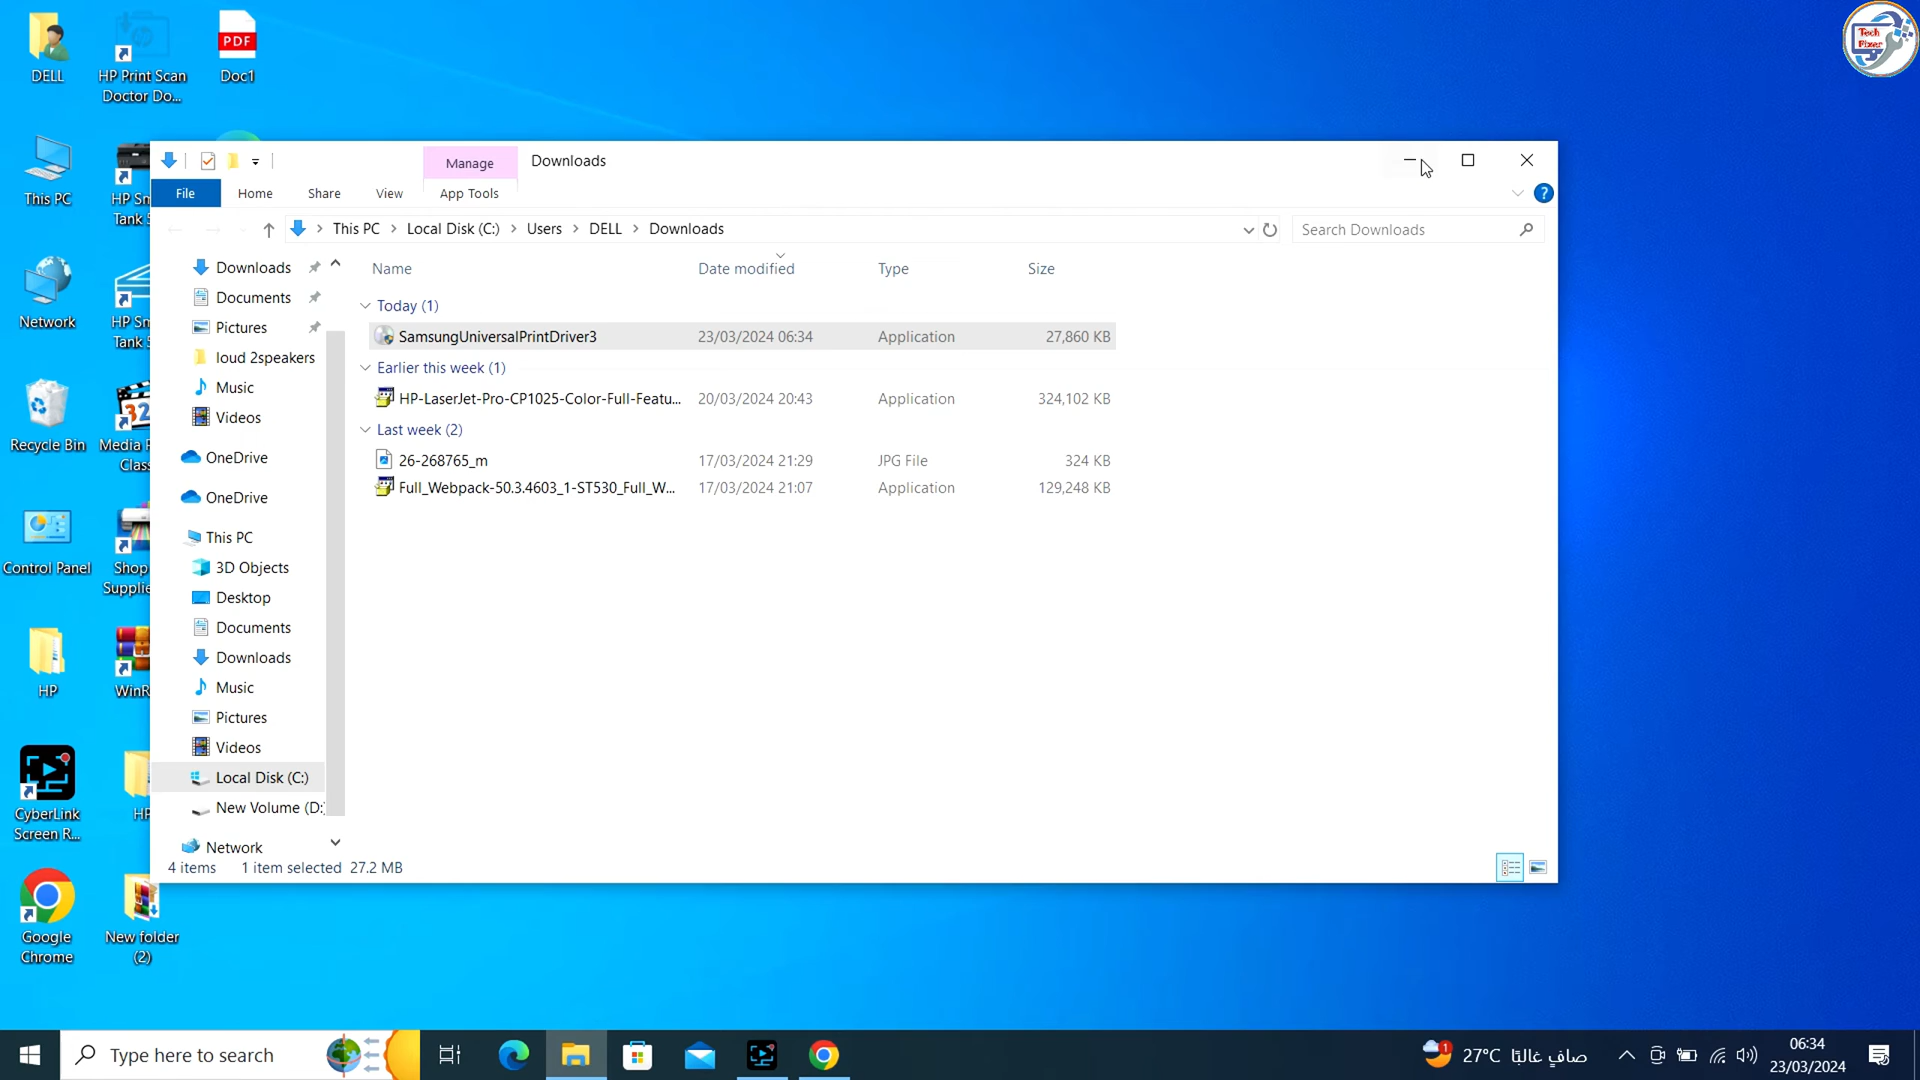 DELL
HP Print Scan
Doctor Do...
PDF
Doc1
Tech
Fixer
This PC
HP Sm
Tank 5
Network
HP Sm
Tank 5
Recycle Bin
Media P
Class
Control Panel
Shop
Supplie
HP
WinR
CyberLink
Screen R...
HP
Google
Chrome
New folder
(2)
Manage
Downloads
File
Home
Share
View
App Tools
This PC
Local Disk (C:)
Users
DELL
Downloads
Search Downloads
Downloads
Documents
Pictures
loud 2speakers
Music
Videos
OneDrive
OneDrive
This PC
3D Objects
Desktop
Documents
Downloads
Music
Pictures
Videos
Local Disk (C:)
New Volume (D:
Network
Name Date modified Type Size
Today (1)
SamsungUniversalPrintDriver3 23/03/2024 06:34 Application 27,860 KB
Earlier this week (1)
HP-LaserJet-Pro-CP1025-Color-Full-Featu... 20/03/2024 20:43 Application 324,102 KB
Last week (2)
26-268765_m 17/03/2024 21:29 JPG File 324 KB
Full_Webpack-50.3.4603_1-ST530_Full_W... 17/03/2024 21:07 Application 129,248 KB
4 items 1 item selected 27.2 MB
Type here to search
1
27°C صافٍ غالبًا
06:34
23/03/2024